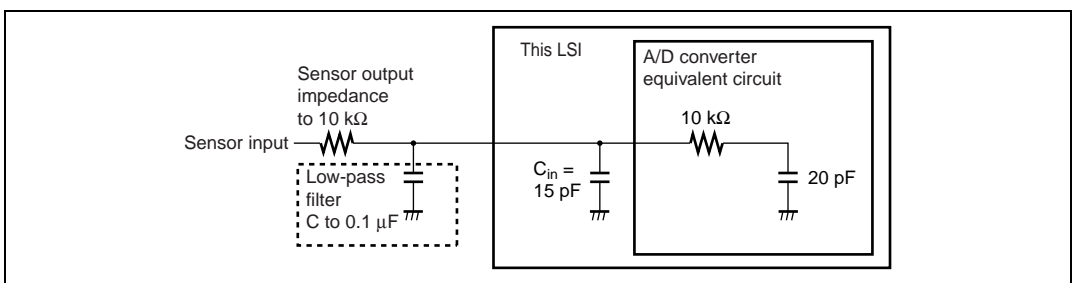 This LSI
A/D converter
equivalent circuit
Sensor output
impedance
to 10 kΩ
10 kΩ
Sensor input
Low-pass
filter
C to 0.1 μF
Cin =
15 pF
20 pF